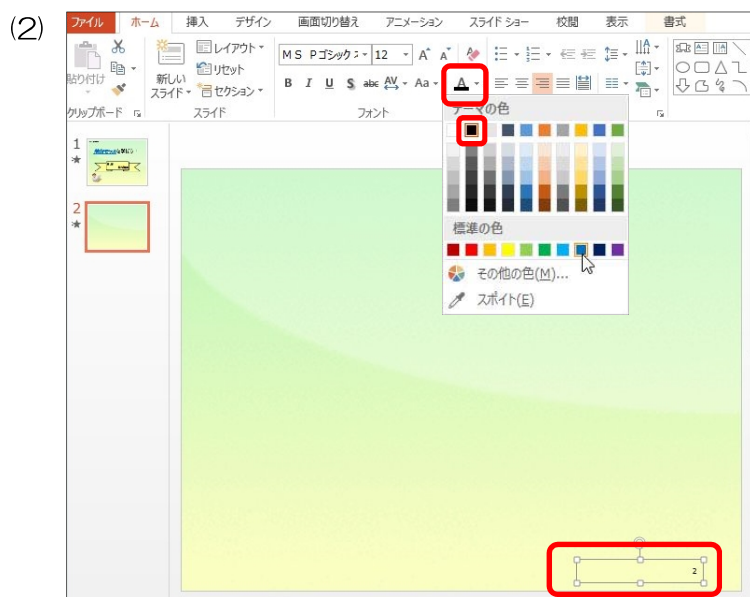 (2)
ファイル ホーム 挿入 デザイン 画面切り替え アニメーション スライド ショー 校閲 表示 書式
貼り付け
新しい
スライド
レイアウト
リセット
セクション
ＭＳ Ｐゴシック 12 A A
B I U S abc AV Aa A
クリップボード スライド フォント
テーマの色
標準の色
その他の色(M)...
スポイト(E)
1
2
2